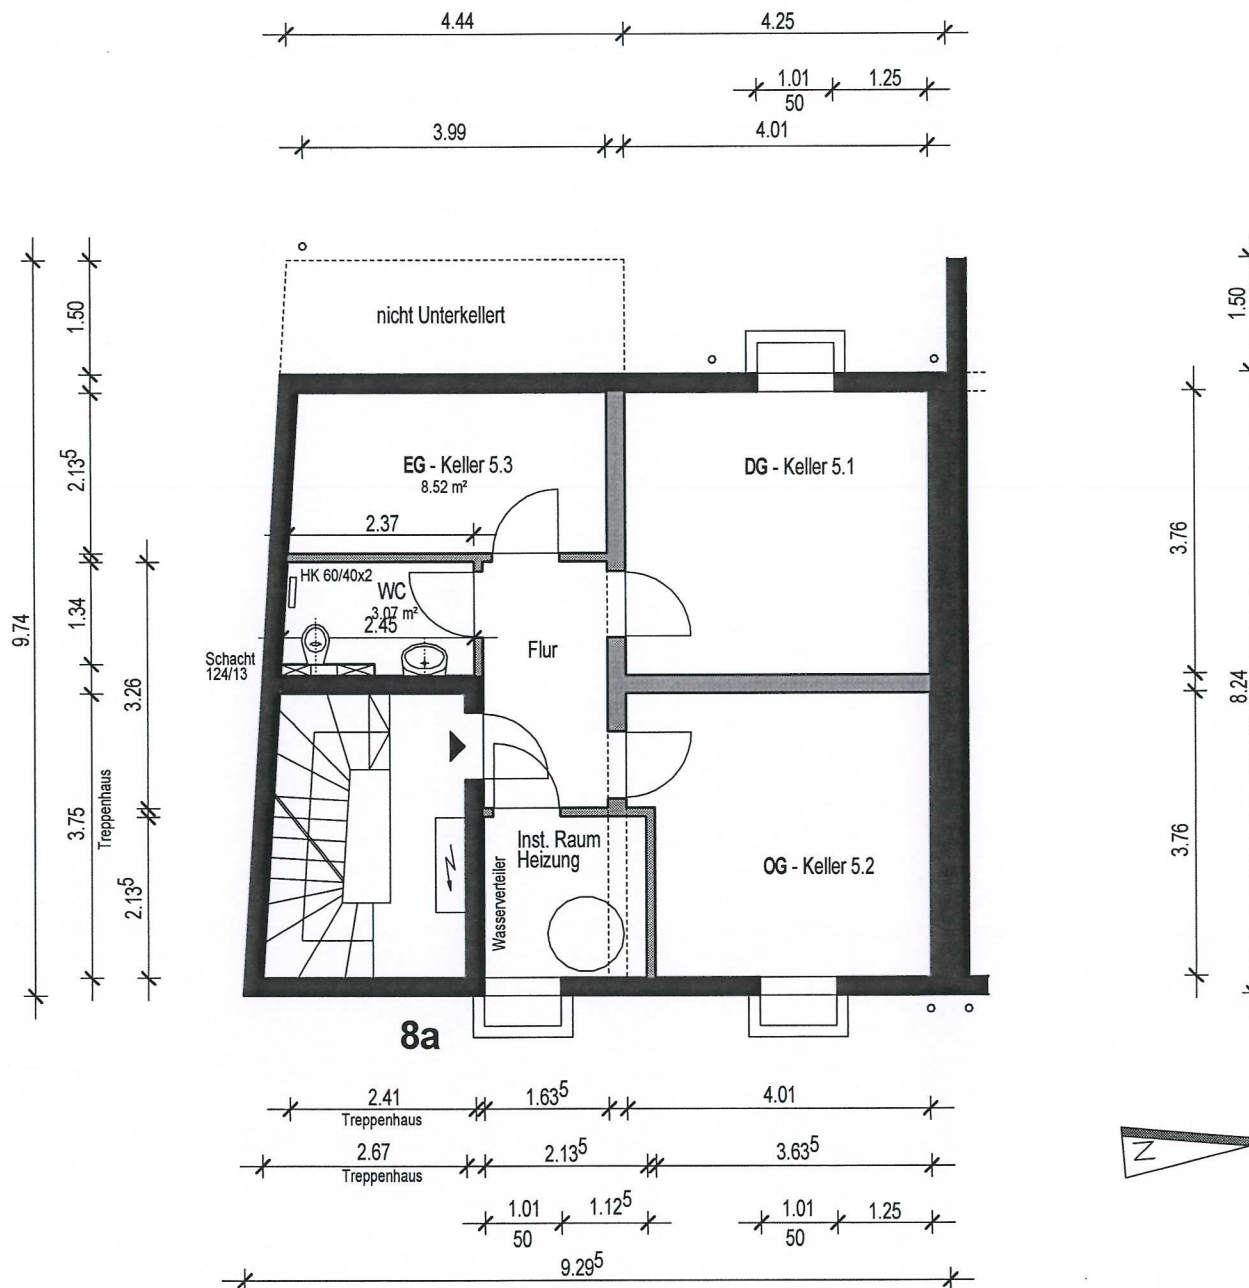 4.44
4.25
1.01
1.25
50
3.99
4.01
1.50
1.50
nicht Unterkellert
2.13⁵
EG - Keller 5.3
8.52 m²
DG - Keller 5.1
2.37
3.76
HK 60/40x2
WC
3.07 m²
2.45
9.74
1.34
Flur
Schacht
124/13
3.26
8.24
3.75
Treppenhaus
2.13⁵
Inst. Raum
Heizung
Wasserverteiler
OG - Keller 5.2
3.76
8a
2.41
Treppenhaus
1.63⁵
4.01
2.67
Treppenhaus
2.13⁵
3.63⁵
N
1.01
1.12⁵
1.01
1.25
50
50
9.29⁵